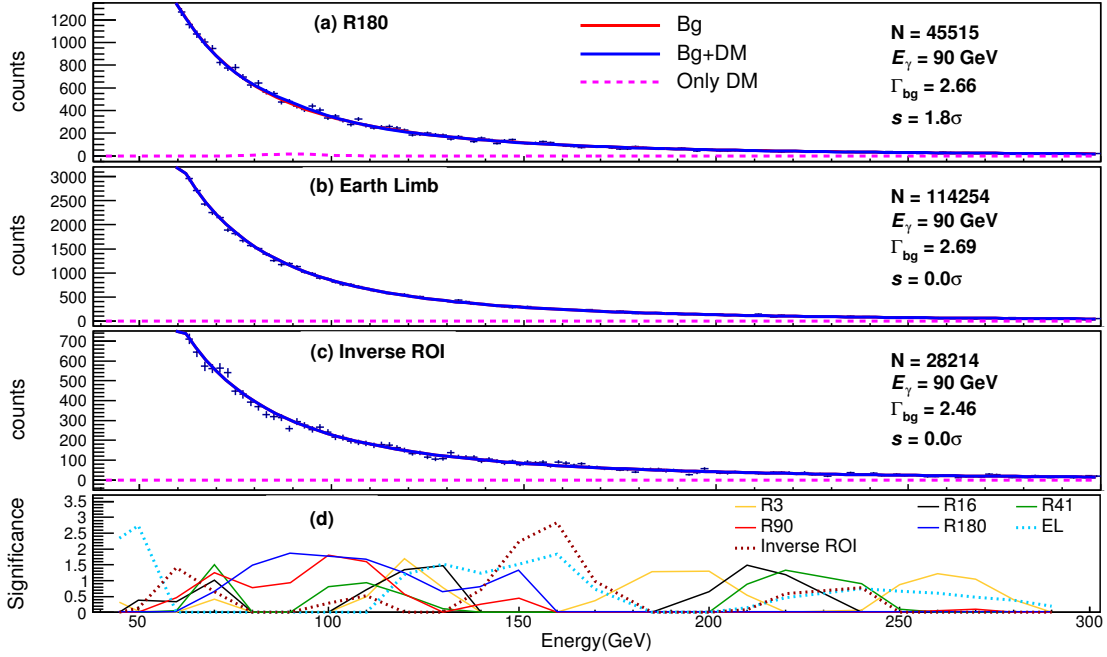 counts
1200
1000
800
600
400
200
0
(a) R180
Bg
Bg+DM
Only DM
N = 45515
Eγ = 90 GeV
Γbg = 2.66
s = 1.8σ
counts
3000
2500
2000
1500
1000
500
0
(b) Earth Limb
N = 114254
Eγ = 90 GeV
Γbg = 2.69
s = 0.0σ
counts
700
600
500
400
300
200
100
0
(c) Inverse ROI
N = 28214
Eγ = 90 GeV
Γbg = 2.46
s = 0.0σ
Significance
3.5
3
2.5
2
1.5
1
0.5
0
(d)
R3 R16 R41
R90 R180 EL
Inverse ROI
50 100 150 200 250 300
Energy(GeV)